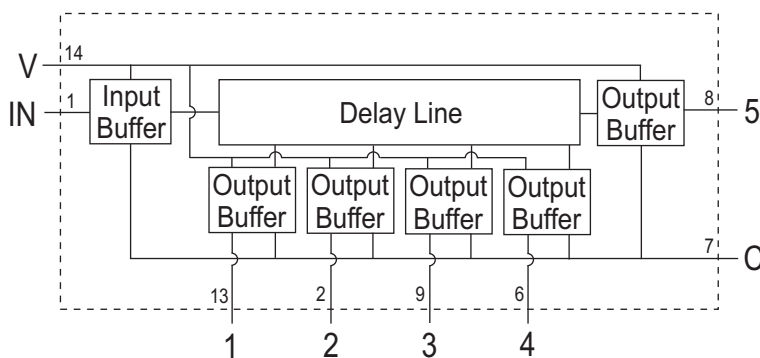 14
V
1
IN
Input
Buffer
Delay Line
Output
Buffer
8
5
Output
Buffer
Output
Buffer
Output
Buffer
Output
Buffer
7
C
13
2
9
6
1
2
3
4